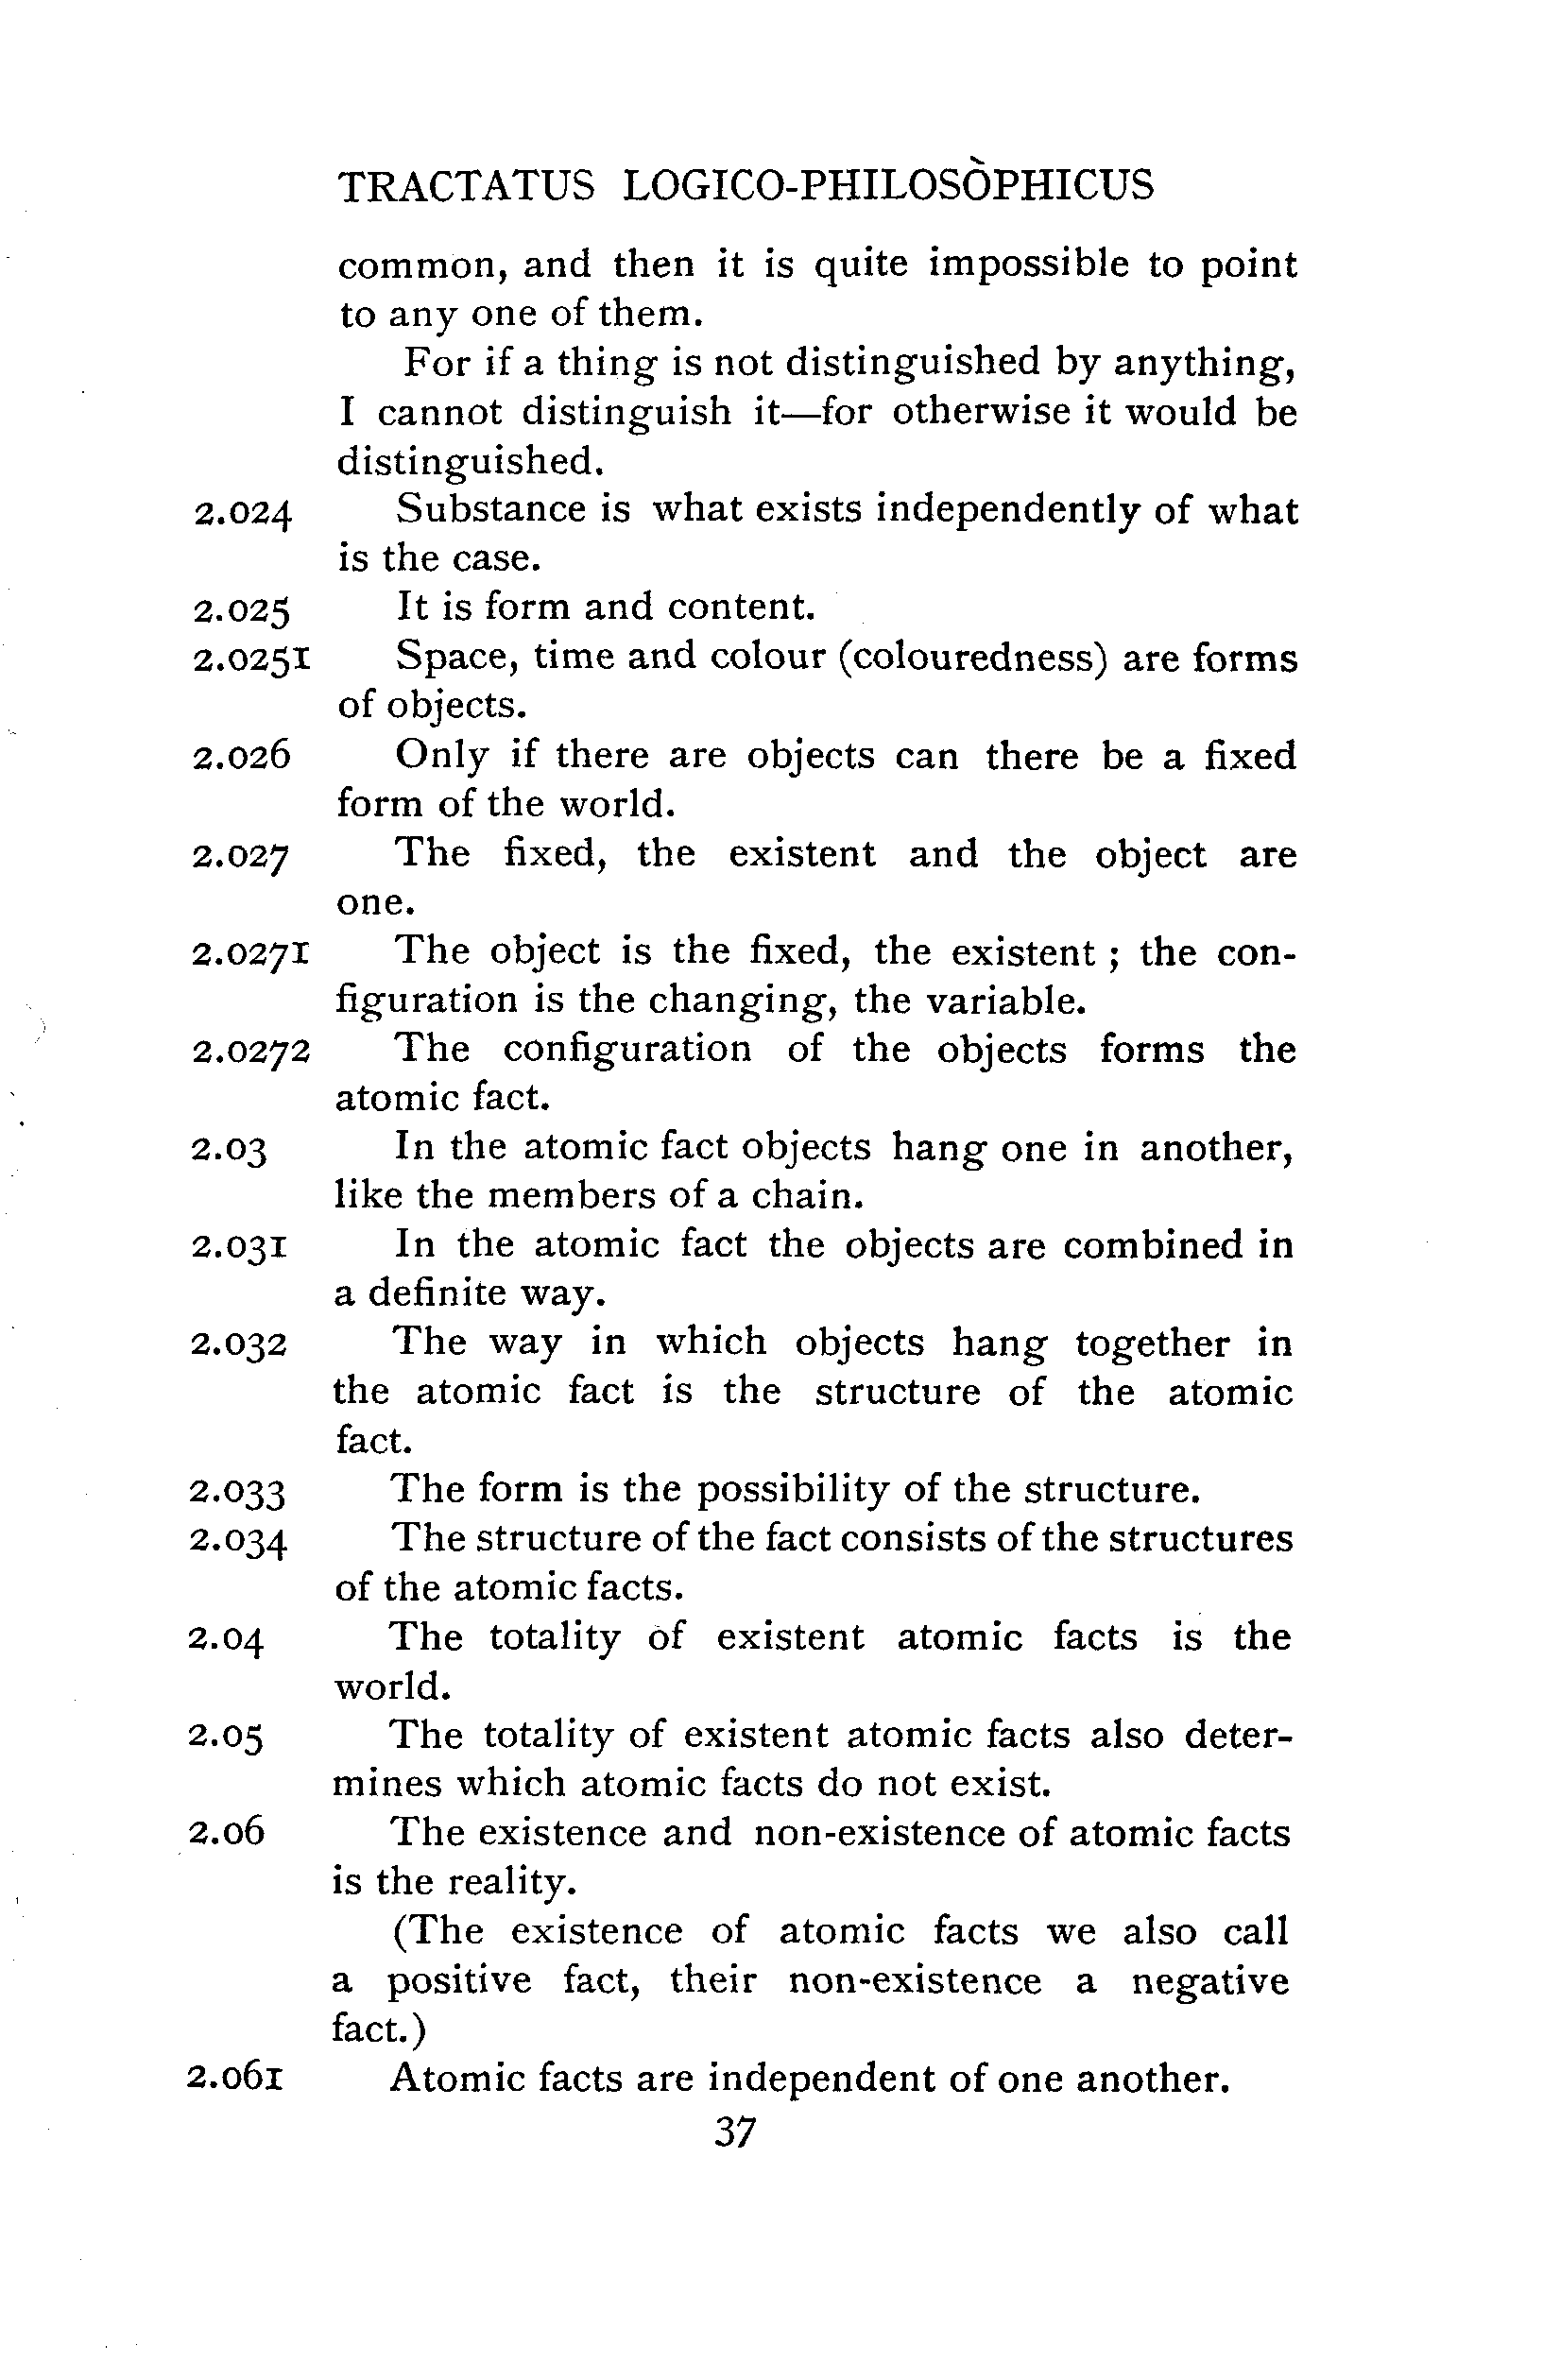 TRACTATUS LOGICO-PHILOSOPHICUS
common, and then it is quite impossible to point
to any one of them.
For if a thing is not distinguished by anything,
I cannot distinguish it—for otherwise it would be
distinguished.
2.024 Substance is what exists independently of what
is the case.
2.025 It is form and content.
2.0251 Space, time and colour (colouredness) are forms
of objects.
2.026 Only if there are objects can there be a fixed
form of the world.
2.027 The fixed, the existent and the object are
one.
2.0271 The object is the fixed, the existent ; the con-
figuration is the changing, the variable.
2.0272 The configuration of the objects forms the
atomic fact.
2.03 In the atomic fact objects hang one in another,
like the members of a chain.
2.031 In the atomic fact the objects are combined in
a definite way.
2.032 The way in which objects hang together in
the atomic fact is the structure of the atomic
fact.
2.033 The form is the possibility of the structure.
2.034 The structure of the fact consists of the structures
of the atomic facts.
2.04 The totality of existent atomic facts is the
world.
2.05 The totality of existent atomic facts also deter-
mines which atomic facts do not exist.
2.06 The existence and non-existence of atomic facts
is the reality.
(The existence of atomic facts we also call
a positive fact, their non-existence a negative
fact.)
2.061 Atomic facts are independent of one another.
37